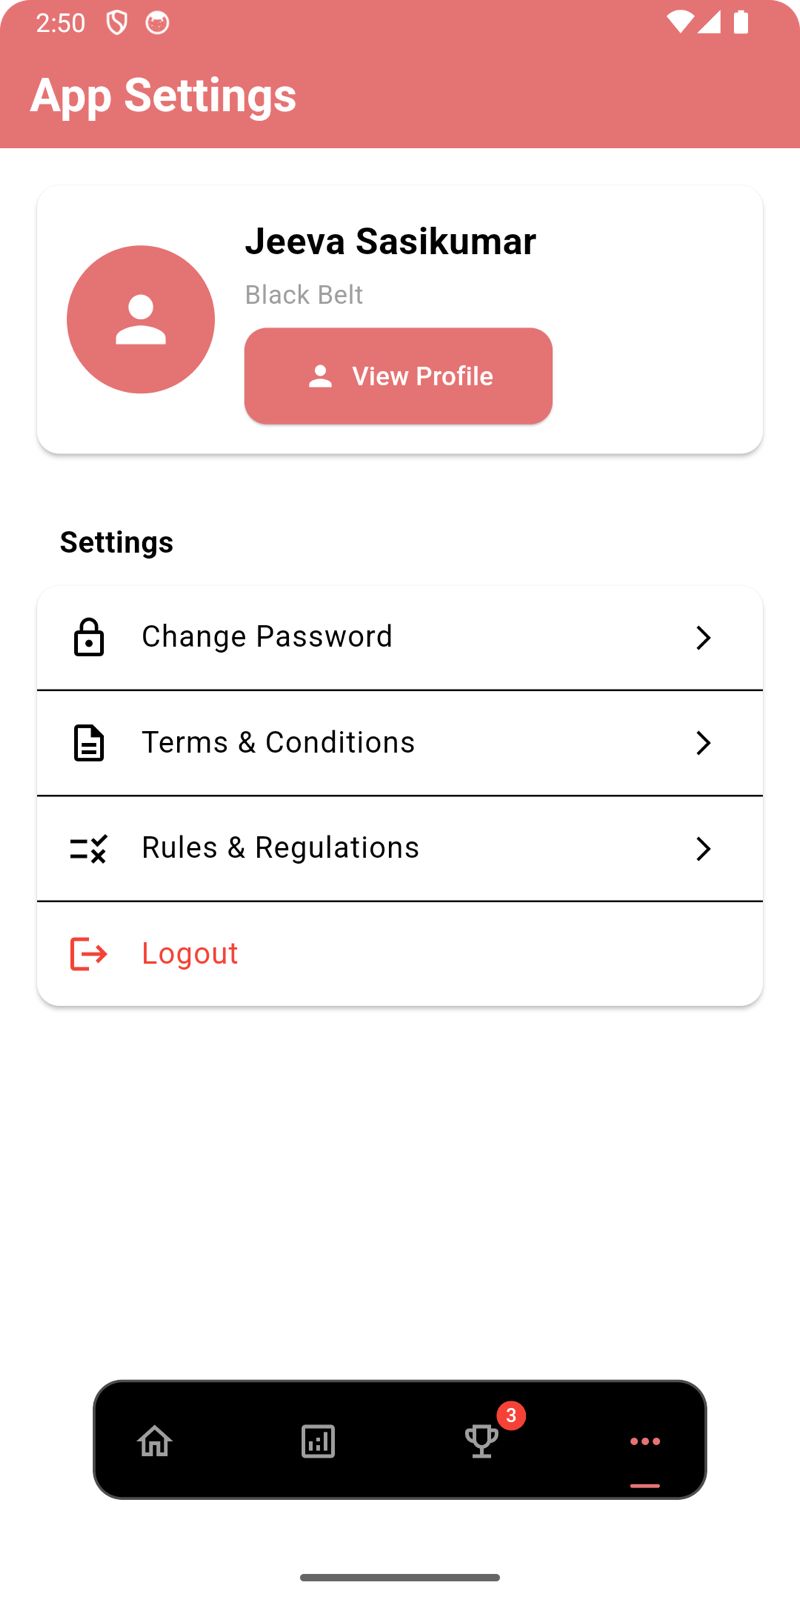 2:50
App Settings
Jeeva Sasikumar
Black Belt
View Profile
Settings
Change Password
Terms & Conditions
Rules & Regulations
Logout
3